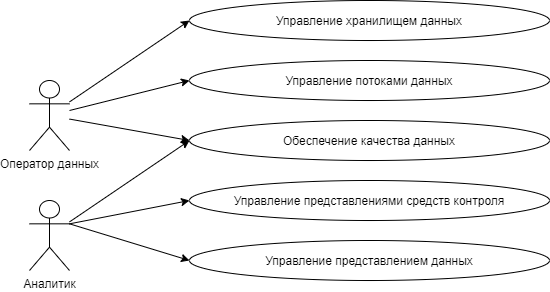 Управление хранилищем данных
Управление потоками данных
Оператор данных
Обеспечение качества данных
Управление представлениями средств контроля
Управление представлением данных
Аналитик